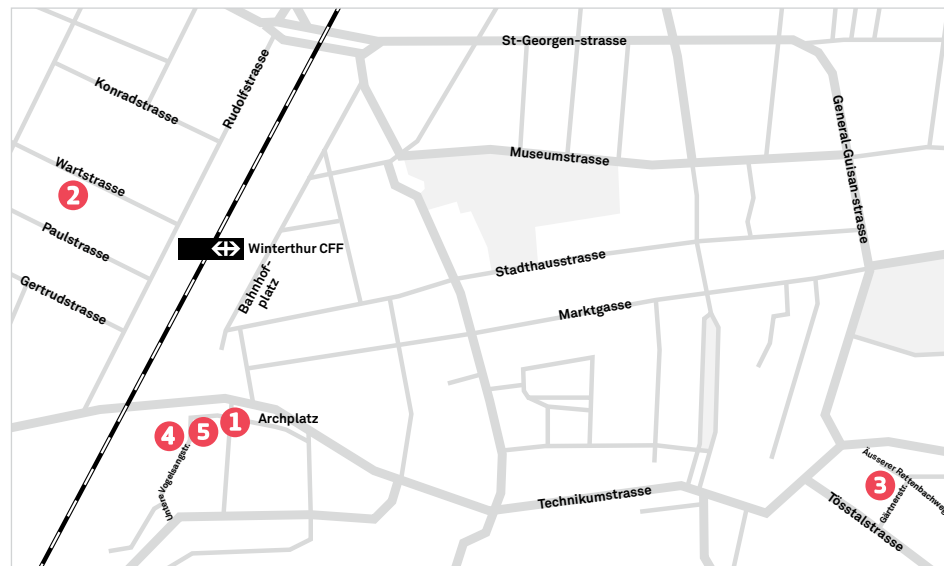 St-Georgen-strasse
Konradstrasse
Rudolfstrasse
General-Guisan-strasse
Museumstrasse
Wartstrasse
2
Paulstrasse
Winterthur CFF
Stadthausstrasse
Bahnhof-
platz
Gertrudstrasse
Marktgasse
1
Archplatz
5
4
Untere Vogelsangstr.
Äusserer Rettenbachweg
3
Gärtnerstr.
Technikumstrasse
Tösstalstrasse